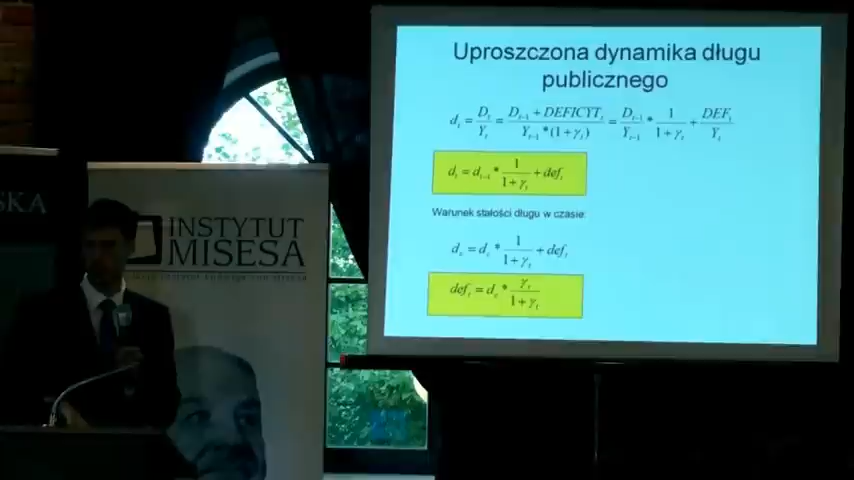 Uproszczona dynamika długu
publicznego
d_t = D_t / Y_t = (D_{t-1} + DEFICYT_t) / (Y_{t-1} * (1 + γ_t)) = D_{t-1} / Y_{t-1} * 1 / (1 + γ_t) + DEF_t / Y_t
d_t = d_{t-1} * 1 / (1 + γ_t) + def_t
Warunek stałości długu w czasie:
d_c = d_c * 1 / (1 + γ_t) + def_t
def_t = d_c * γ_t / (1 + γ_t)
SKA
INSTYTUT
MISESA